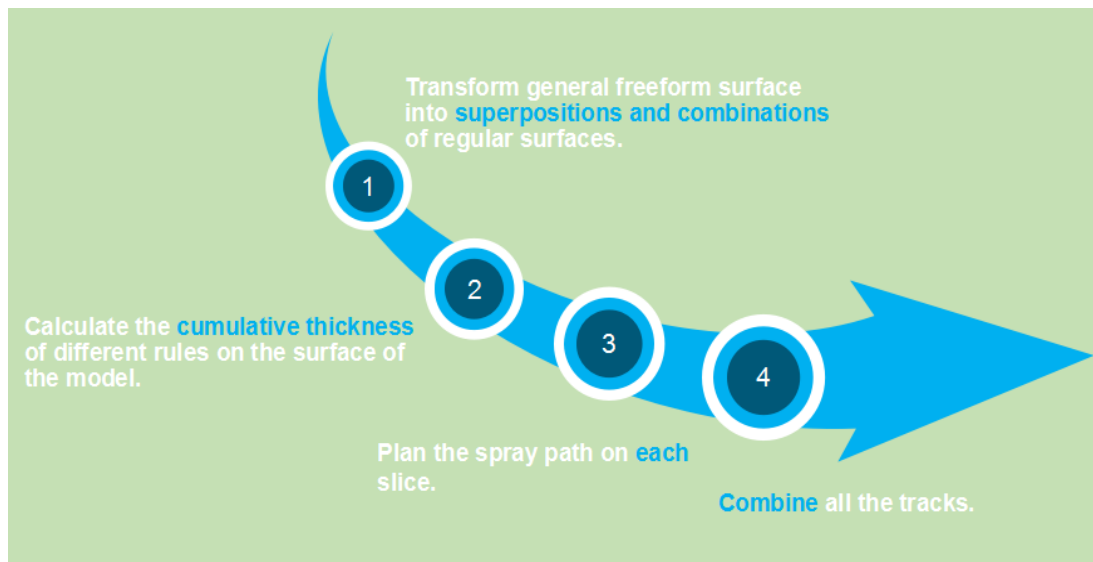 Transform general freeform surface
into superpositions and combinations
of regular surfaces.
1
2
Calculate the cumulative thickness
of different rules on the surface of
the model.
3
4
Plan the spray path on each
slice.
Combine all the tracks.